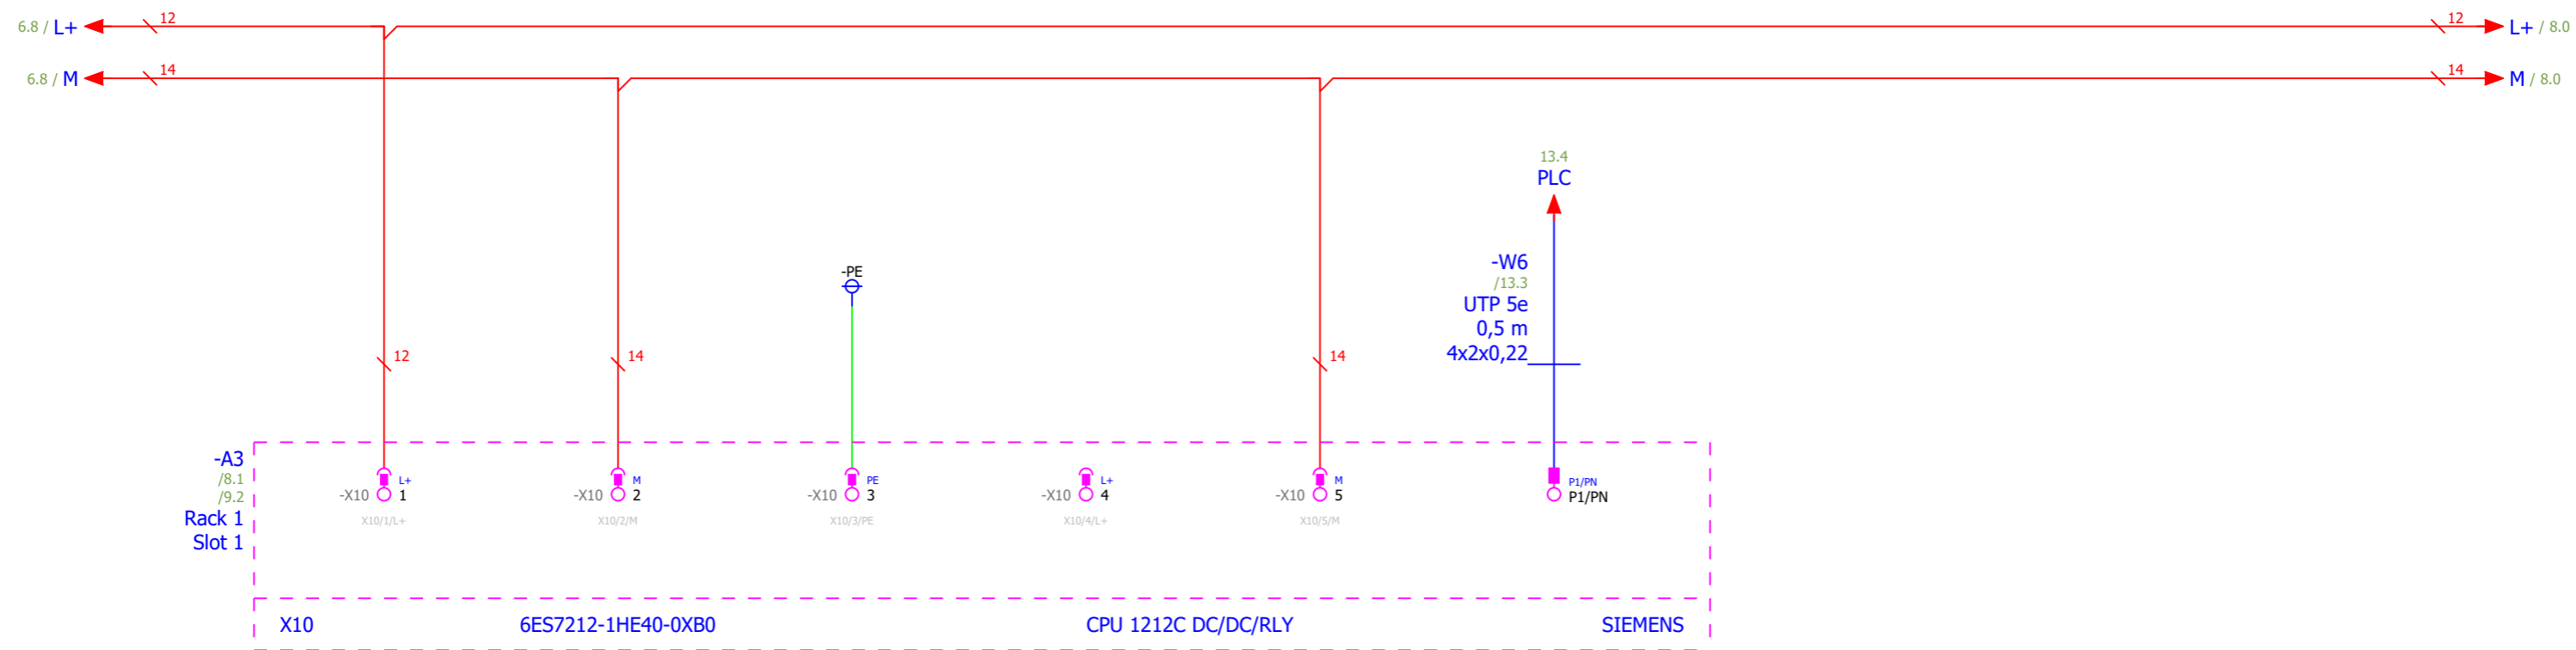 6.8 / L+ 12 12 L+ / 8.0
6.8 / M 14 14 M / 8.0
13.4
PLC
-PE
-W6
/13.3
UTP 5e
0,5 m
4x2x0,22
12 14 14
-A3
/8.1
/9.2
Rack 1
Slot 1
-X10 1 L+
X10/1/L+
-X10 2 M
X10/2/M
-X10 3 PE
X10/3/PE
-X10 4 L+
X10/4/L+
-X10 5 M
X10/5/M
P1/PN
P1/PN
X10 6ES7212-1HE40-0XB0 CPU 1212C DC/DC/RLY SIEMENS